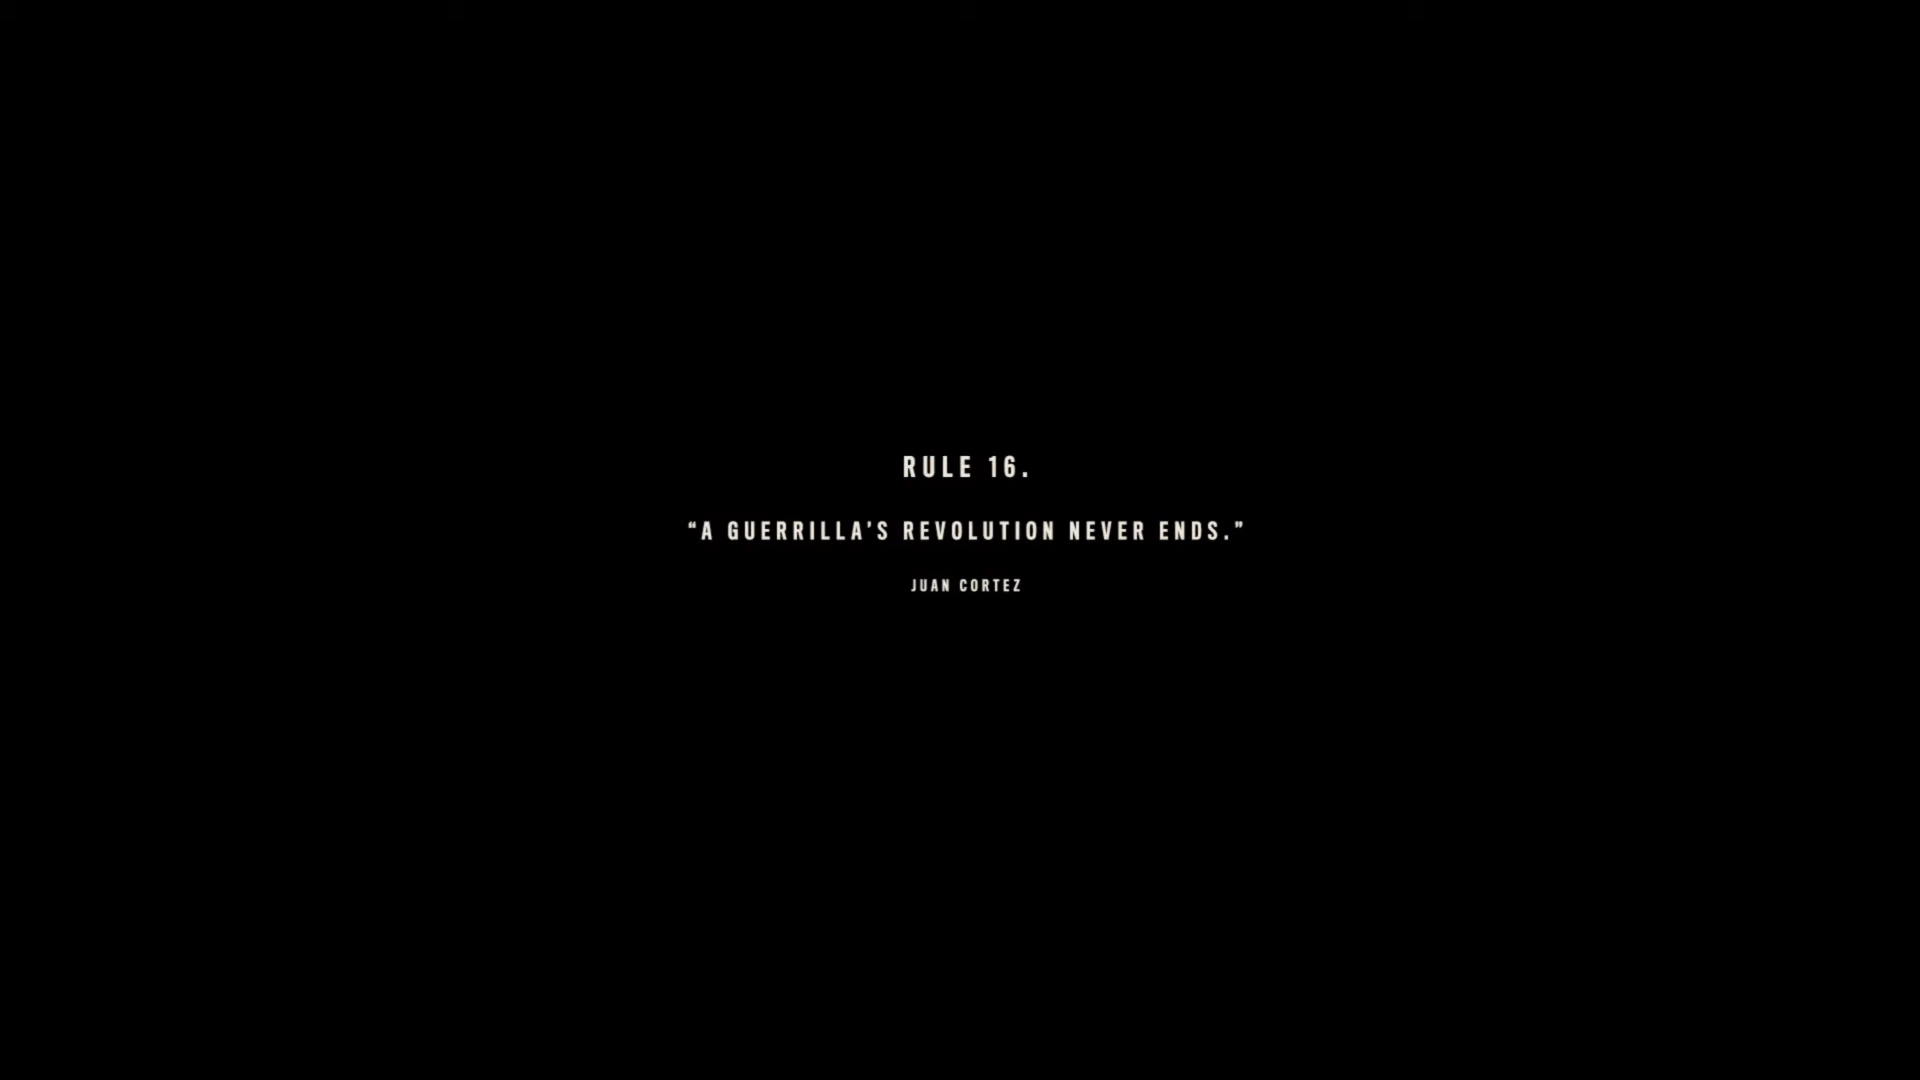 RULE 16.
“A GUERRILLA’S REVOLUTION NEVER ENDS.”
JUAN CORTEZ